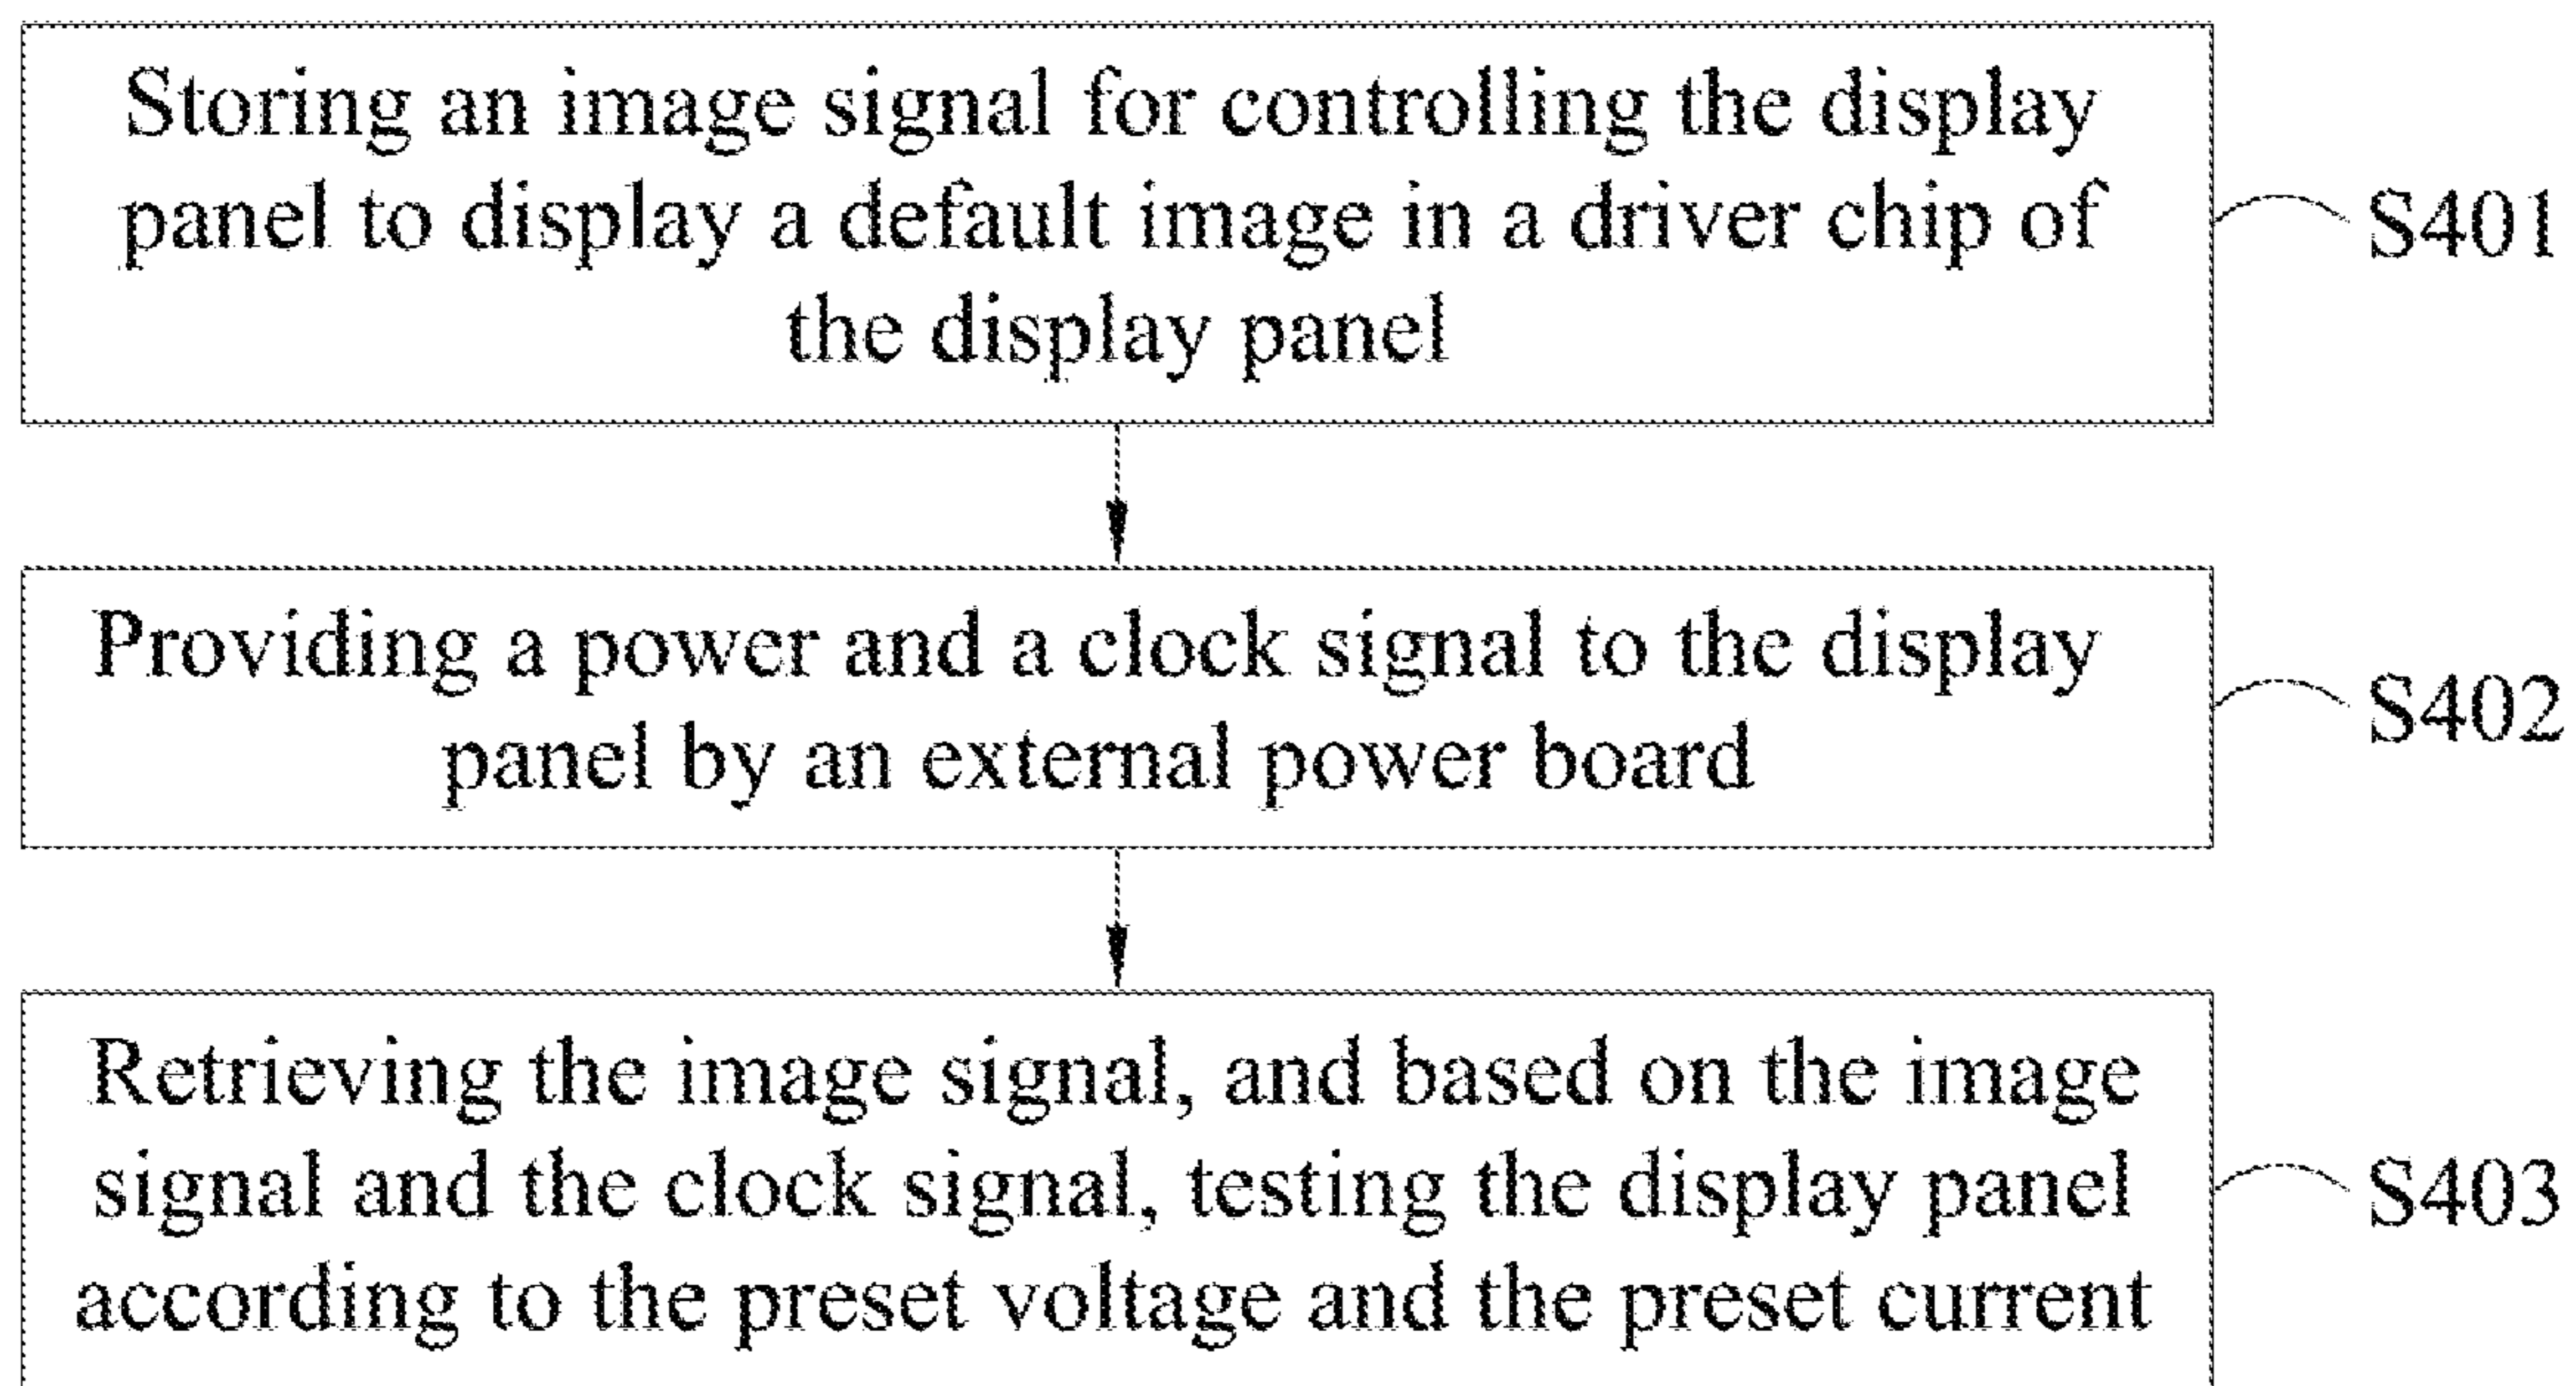 Storing an image signal for controlling the display
panel to display a default image in a driver chip of
the display panel
S401
Providing a power and a clock signal to the display
panel by an external power board
S402
Retrieving the image signal, and based on the image
signal and the clock signal, testing the display panel
according to the preset voltage and the preset current
S403